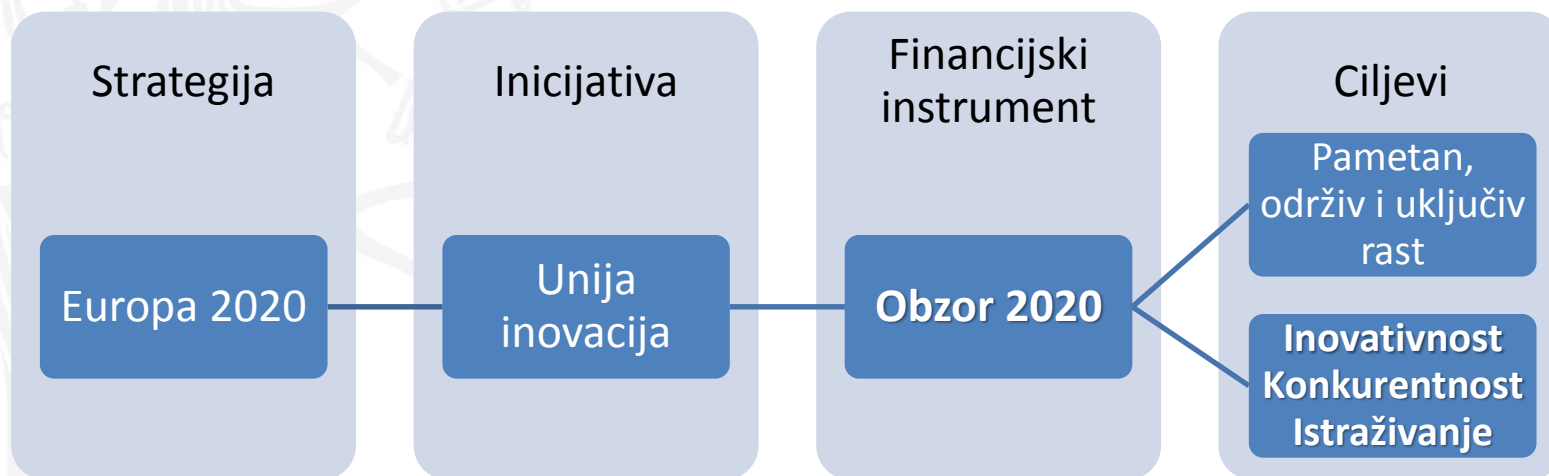 Strategija
Europa 2020
Inicijativa
Unija
inovacija
Financijski
instrument
Obzor 2020
Ciljevi
Pametan,
održiv i uključiv
rast
Inovativnost
Konkurentnost
Istraživanje